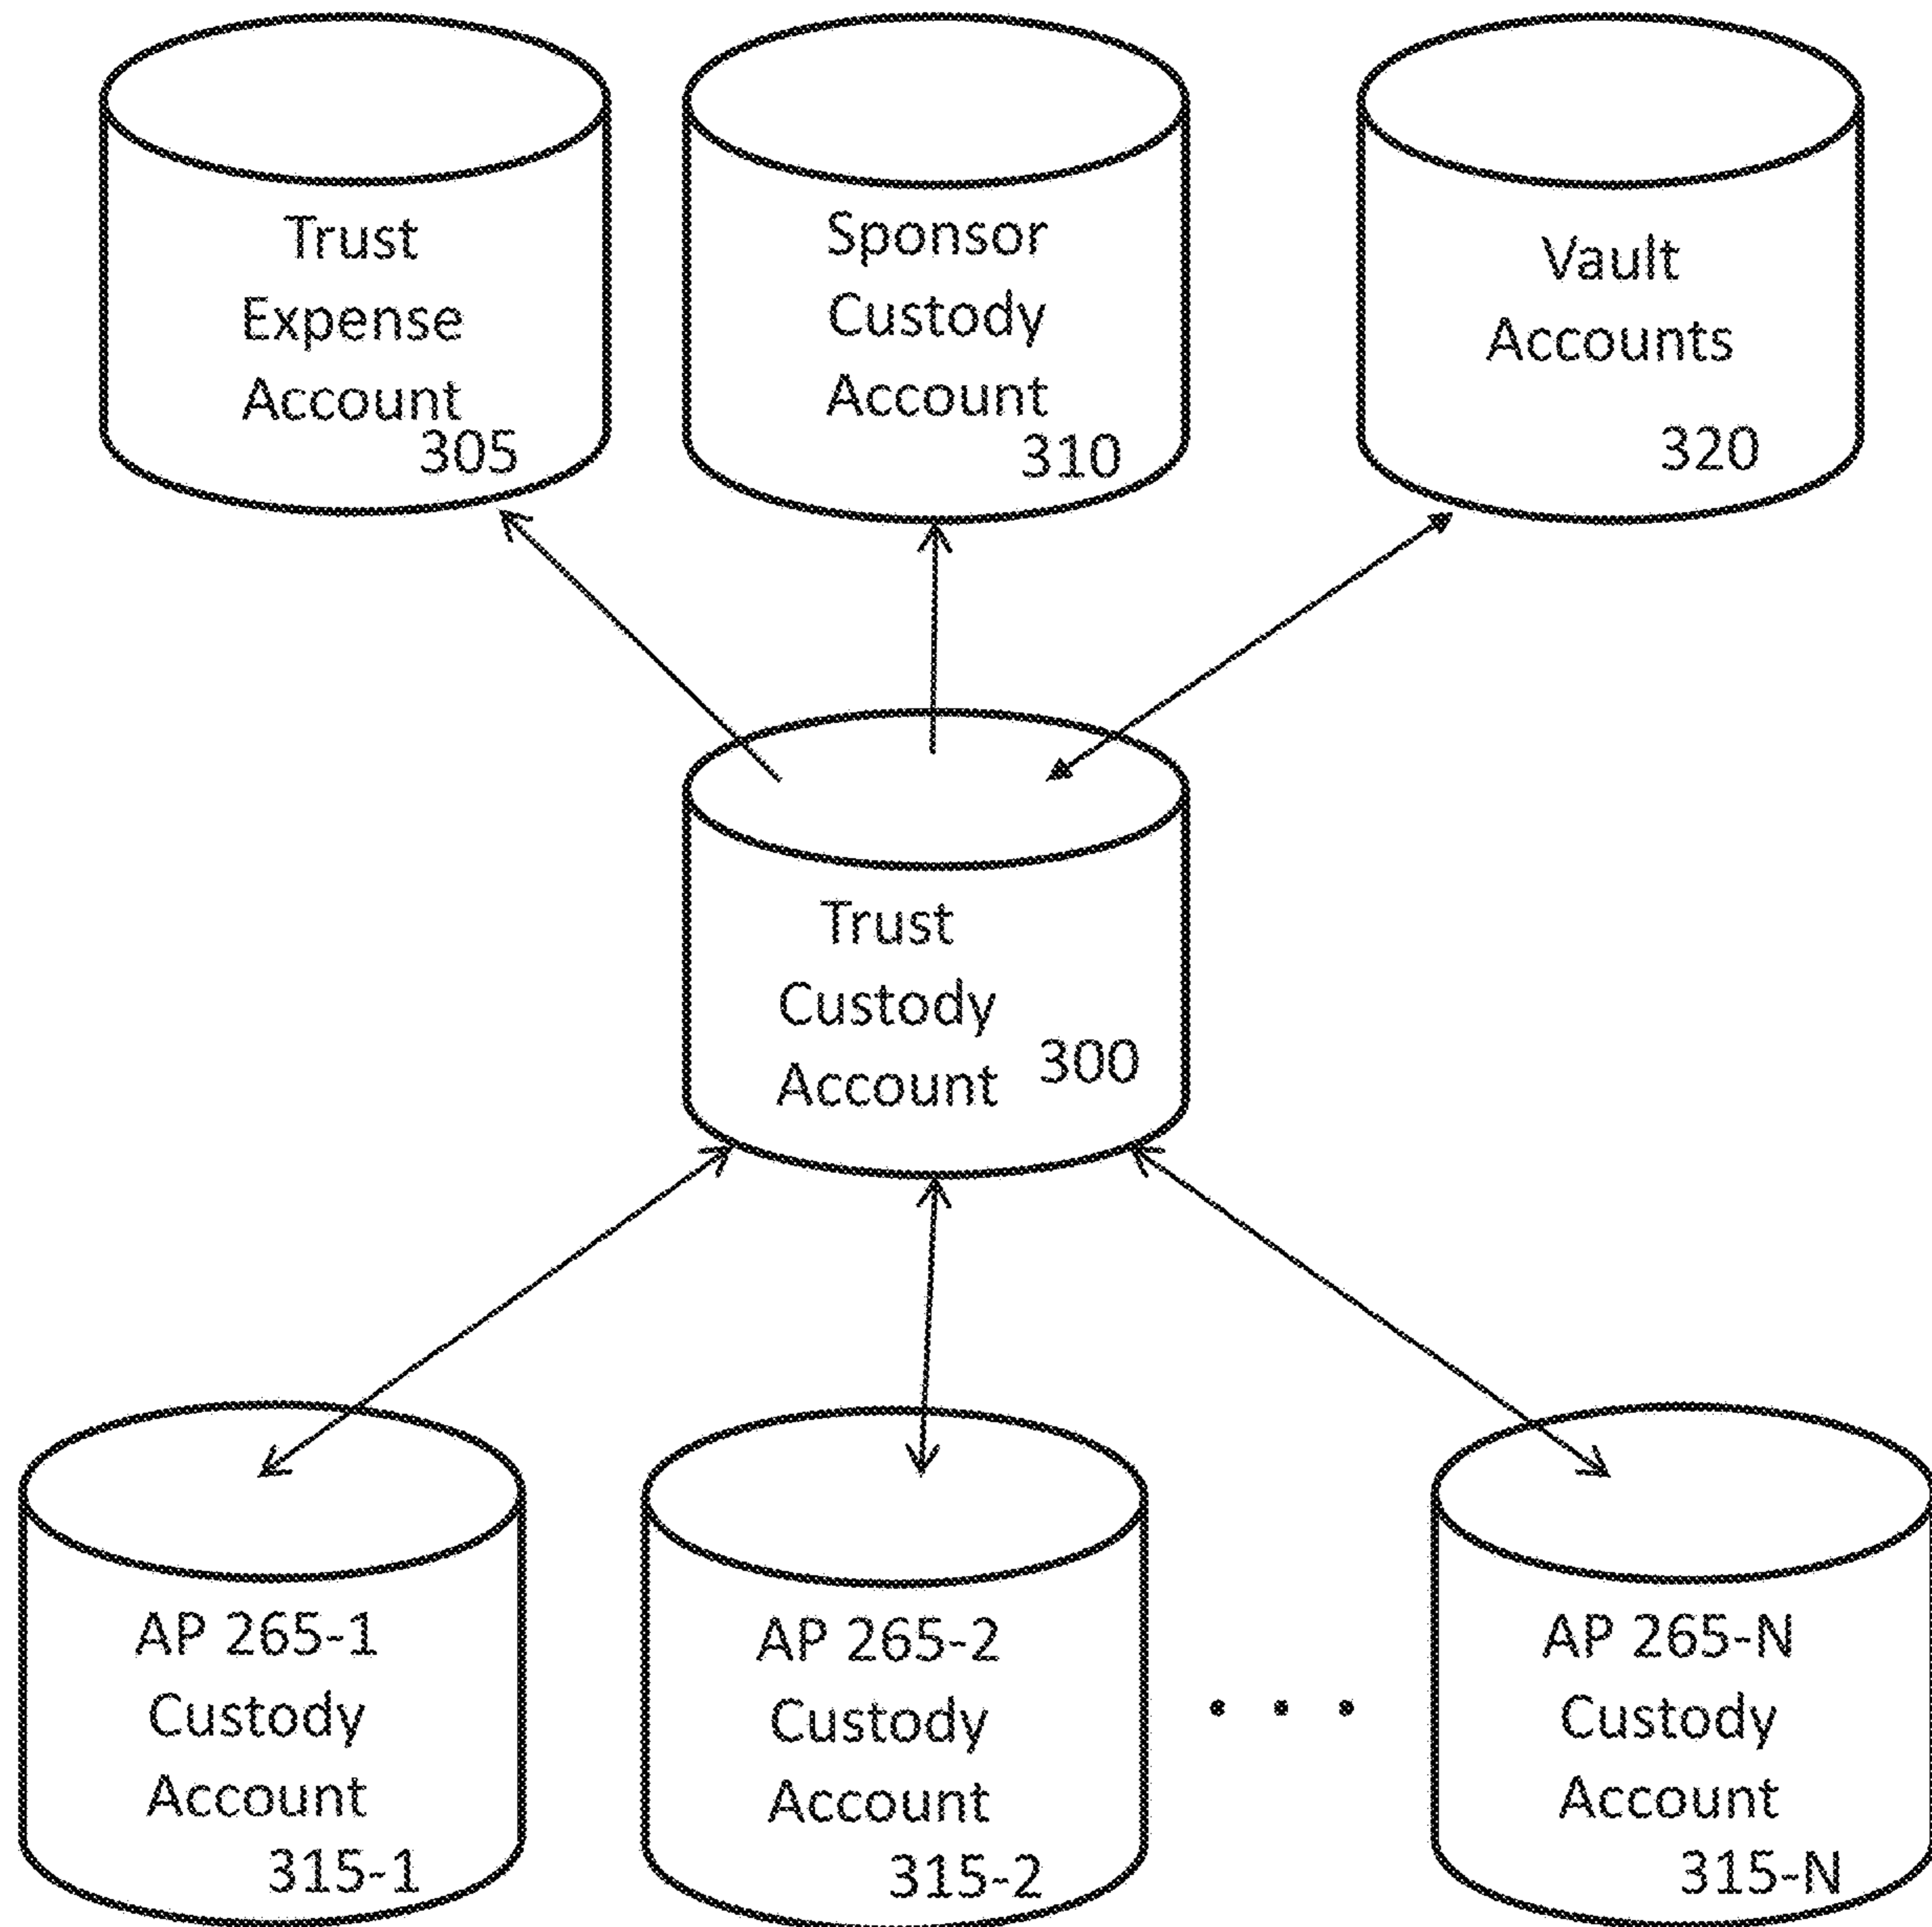 Trust
Expense
Account
305
Sponsor
Custody
Account
310
Vault
Accounts
320
Trust
Custody
Account 300
AP 265-1
Custody
Account
315-1
AP 265-2
Custody
Account
315-2
. . .
AP 265-N
Custody
Account
315-N